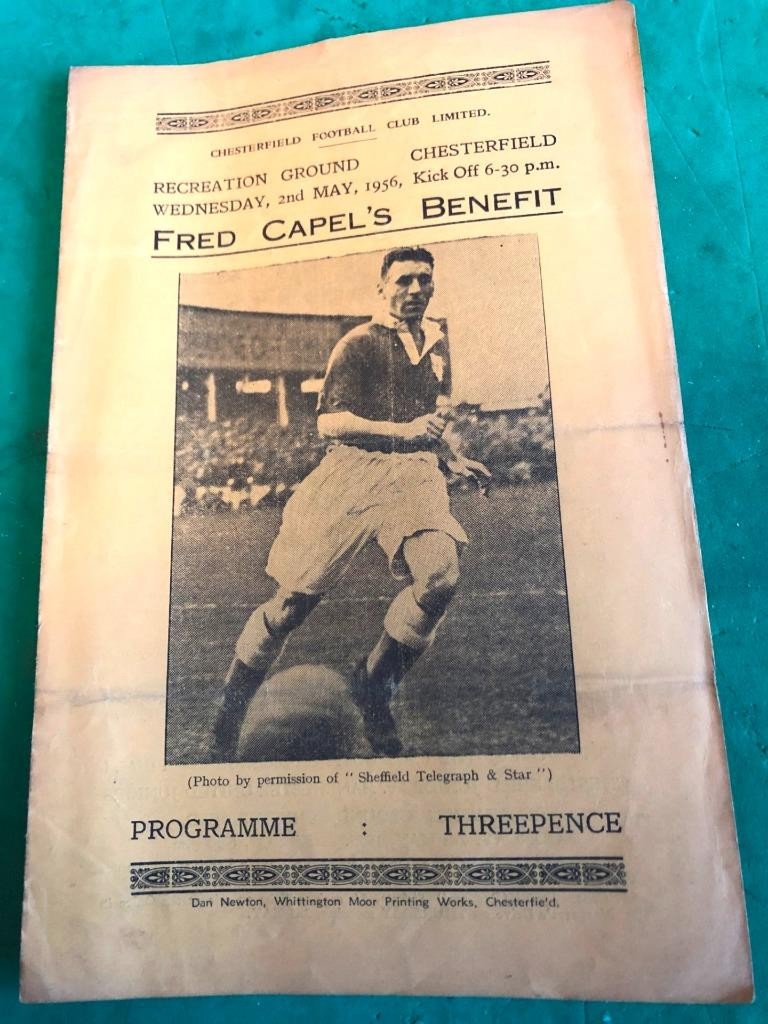 CHESTERFIELD FOOTBALL CLUB LIMITED.
RECREATION GROUND CHESTERFIELD
WEDNESDAY, 2nd MAY, 1956, Kick Off 6-30 p.m.
FRED CAPEL'S BENEFIT
(Photo by permission of " Sheffield Telegraph & Star ")
PROGRAMME : THREEPENCE
Dan Newton, Whittington Moor Printing Works, Chesterfie'd.